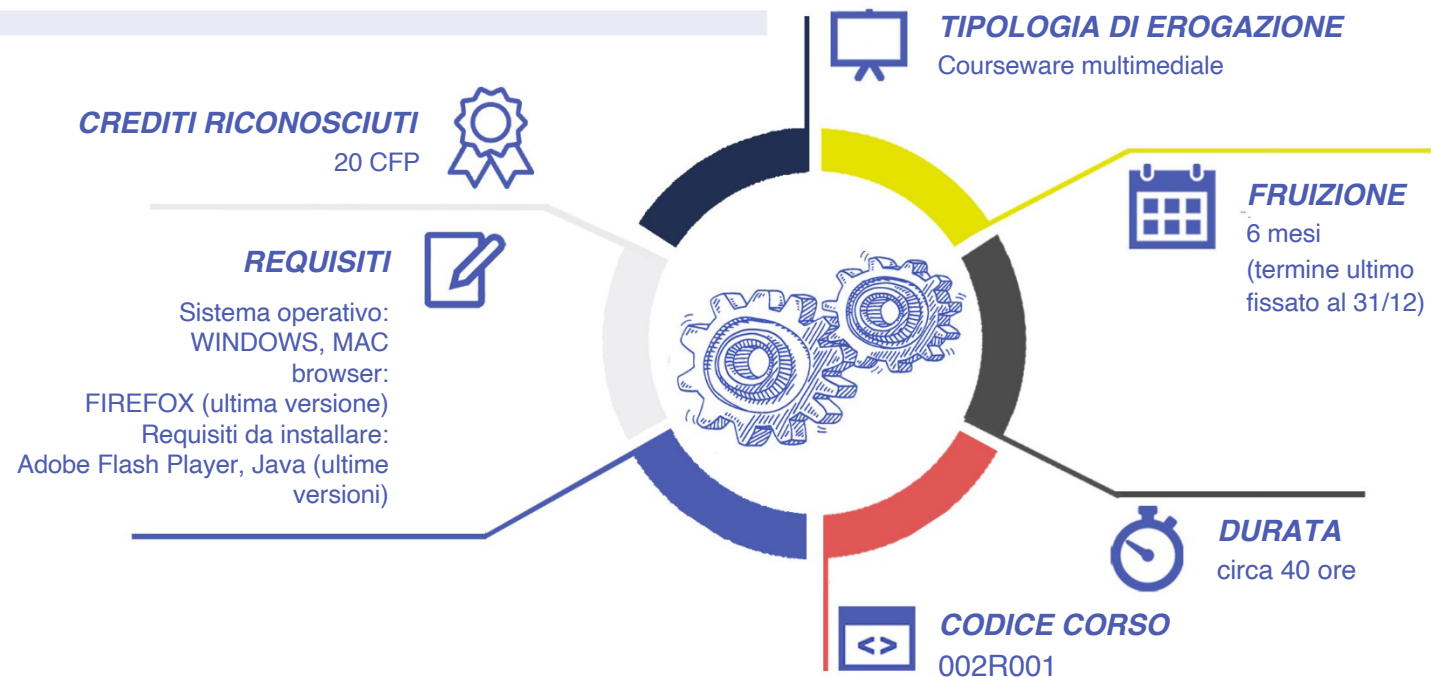 TIPOLOGIA DI EROGAZIONE
Courseware multimediale
CREDITI RICONOSCIUTI
20 CFP
FRUIZIONE
6 mesi
(termine ultimo
fissato al 31/12)
REQUISITI
Sistema operativo:
WINDOWS, MAC
browser:
FIREFOX (ultima versione)
Requisiti da installare:
Adobe Flash Player, Java (ultime
versioni)
DURATA
circa 40 ore
<>
CODICE CORSO
002R001